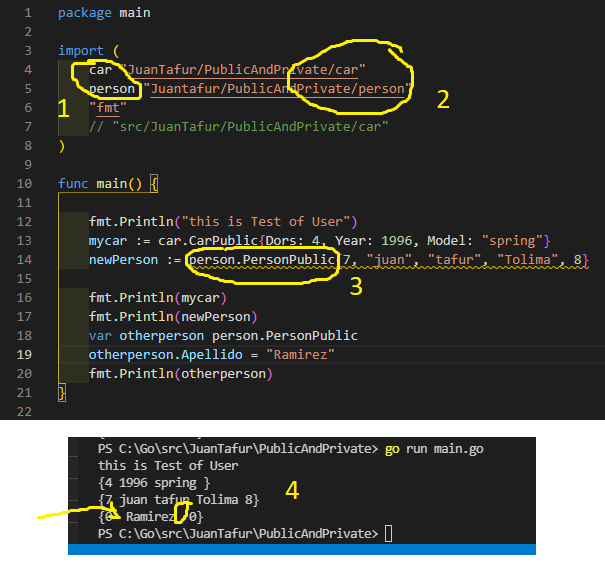 1 package main
2
3 import (
4 car "JuanTafur/PublicAndPrivate/car"
5 person "Juantafur/PublicAndPrivate/person"
6 "fmt"
7 // "src/JuanTafur/PublicAndPrivate/car"
8 )
9
10 func main() {
11
12 fmt.Println("this is Test of User")
13 mycar := car.CarPublic{Dors: 4, Year: 1996, Model: "spring"}
14 newPerson := person.PersonPublic{7, "juan", "tafur", "Tolima", 8}
15
16 fmt.Println(mycar)
17 fmt.Println(newPerson)
18 var otherperson person.PersonPublic
19 otherperson.Apellido = "Ramirez"
20 fmt.Println(otherperson)
21 }
22
1
2
3
PS C:\Go\src\JuanTafur\PublicAndPrivate> go run main.go
this is Test of User
{4 1996 spring }
{7 juan tafur Tolima 8}
{0  Ramirez  0}
PS C:\Go\src\JuanTafur\PublicAndPrivate>
4